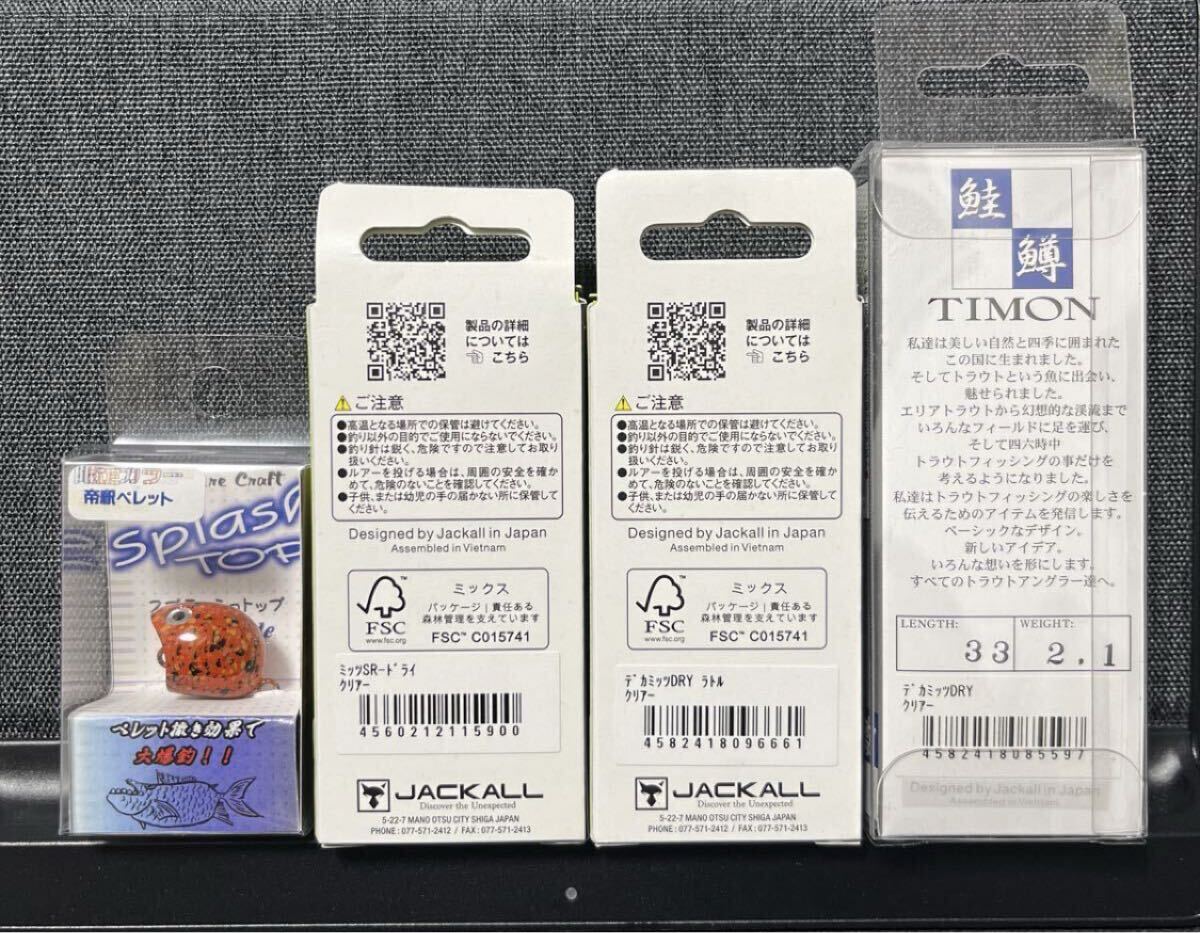 帝釈ペレット
re Craft
Splash
TOP
ペレット撒き効果で
大爆釣!!
製品の詳細
については
こちら
ご注意
●高温となる場所での保管は避けてください。
●釣り以外の目的でご使用にならないでください。
●釣り針は鋭く、危険ですので注意してお取り
扱いください。
●ルアーを投げる場合は、周囲の安全を確か
めて、危険のないことを確認してください。
●子供、または幼児の手の届かない所に保管して
ください。
Designed by Jackall in Japan
Assembled in Vietnam
FSC™
www.fsc.org
ミックス
パッケージ|責任ある
森林管理を支えています
FSC™ C015741
ミッツSRードライ
クリアー
4560212115900
JACKALL
Discover the Unexpected
5-22-7 MANO OTSU CITY SHIGA JAPAN
PHONE : 077-571-2412 / FAX : 077-571-2413
製品の詳細
については
こちら
ご注意
●高温となる場所での保管は避けてください。
●釣り以外の目的でご使用にならないでください。
●釣り針は鋭く、危険ですので注意してお取り
扱いください。
●ルアーを投げる場合は、周囲の安全を確か
めて、危険のないことを確認してください。
●子供、または幼児の手の届かない所に保管して
ください。
Designed by Jackall in Japan
Assembled in Vietnam
FSC™
www.fsc.org
ミックス
パッケージ|責任ある
森林管理を支えています
FSC™ C015741
デカミッツDRY ラトル
クリアー
4582418096661
JACKALL
Discover the Unexpected
5-22-7 MANO OTSU CITY SHIGA JAPAN
PHONE : 077-571-2412 / FAX : 077-571-2413
鮭
鱒
TIMON
私達は美しい自然と四季に囲まれた
この国に生まれました。
そしてトラウトという魚に出会い、
魅せられました。
エリアトラウトから幻想的な渓流まで
いろんなフィールドに足を運び、
そして四六時中
トラウトフィッシングの事だけを
考えるようになりました。
私達はトラウトフィッシングの楽しさを
伝えるためのアイテムを発信します。
ベーシックなデザイン。
新しいアイデア。
いろんな想いを形にします。
すべてのトラウトアングラー達へ。
LENGTH: 33 WEIGHT: 2.1
デカミッツDRY
クリアー
4582418085597
Designed by Jackall in Japan
Assembled in Vietnam